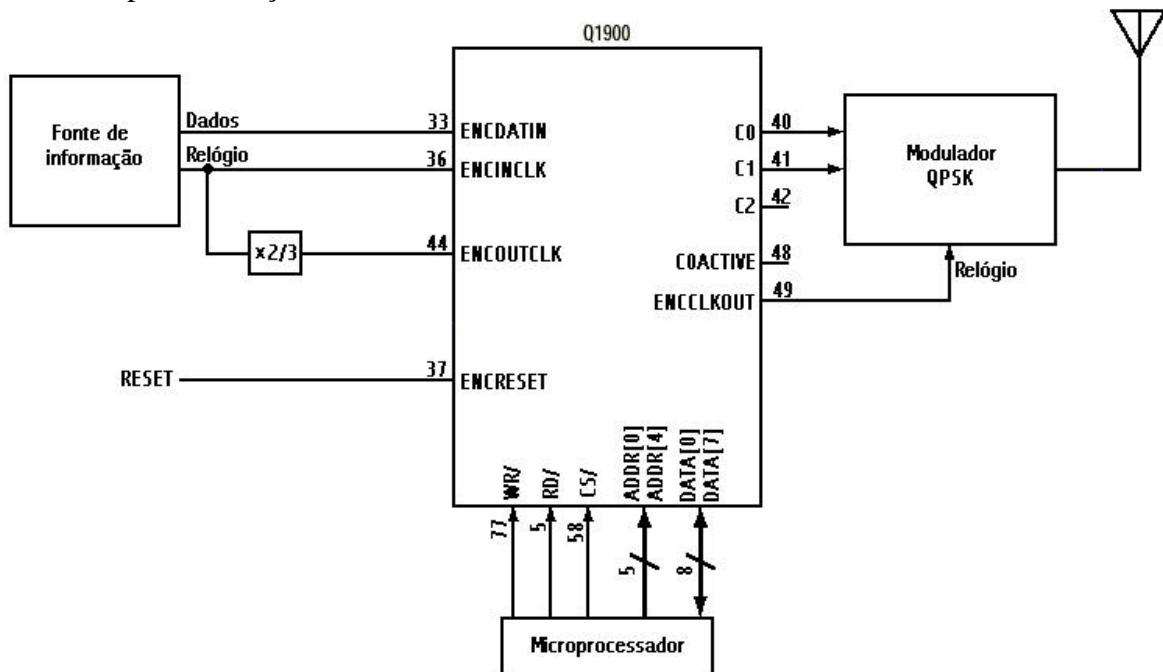 Q1900
Fonte de
informação
Dados
Relógio
x2/3
RESET
33
36
44
37
ENCDATIN
ENCINCLK
ENCOUTCLK
ENCRESET
C0
C1
C2
COACTIVE
ENCCLKOUT
40
41
42
48
49
Modulador
QPSK
Relógio
WR/
RD/
CS/
ADDR[0]
ADDR[4]
DATA[0]
DATA[7]
77
5
58
5
8
Microprocessador